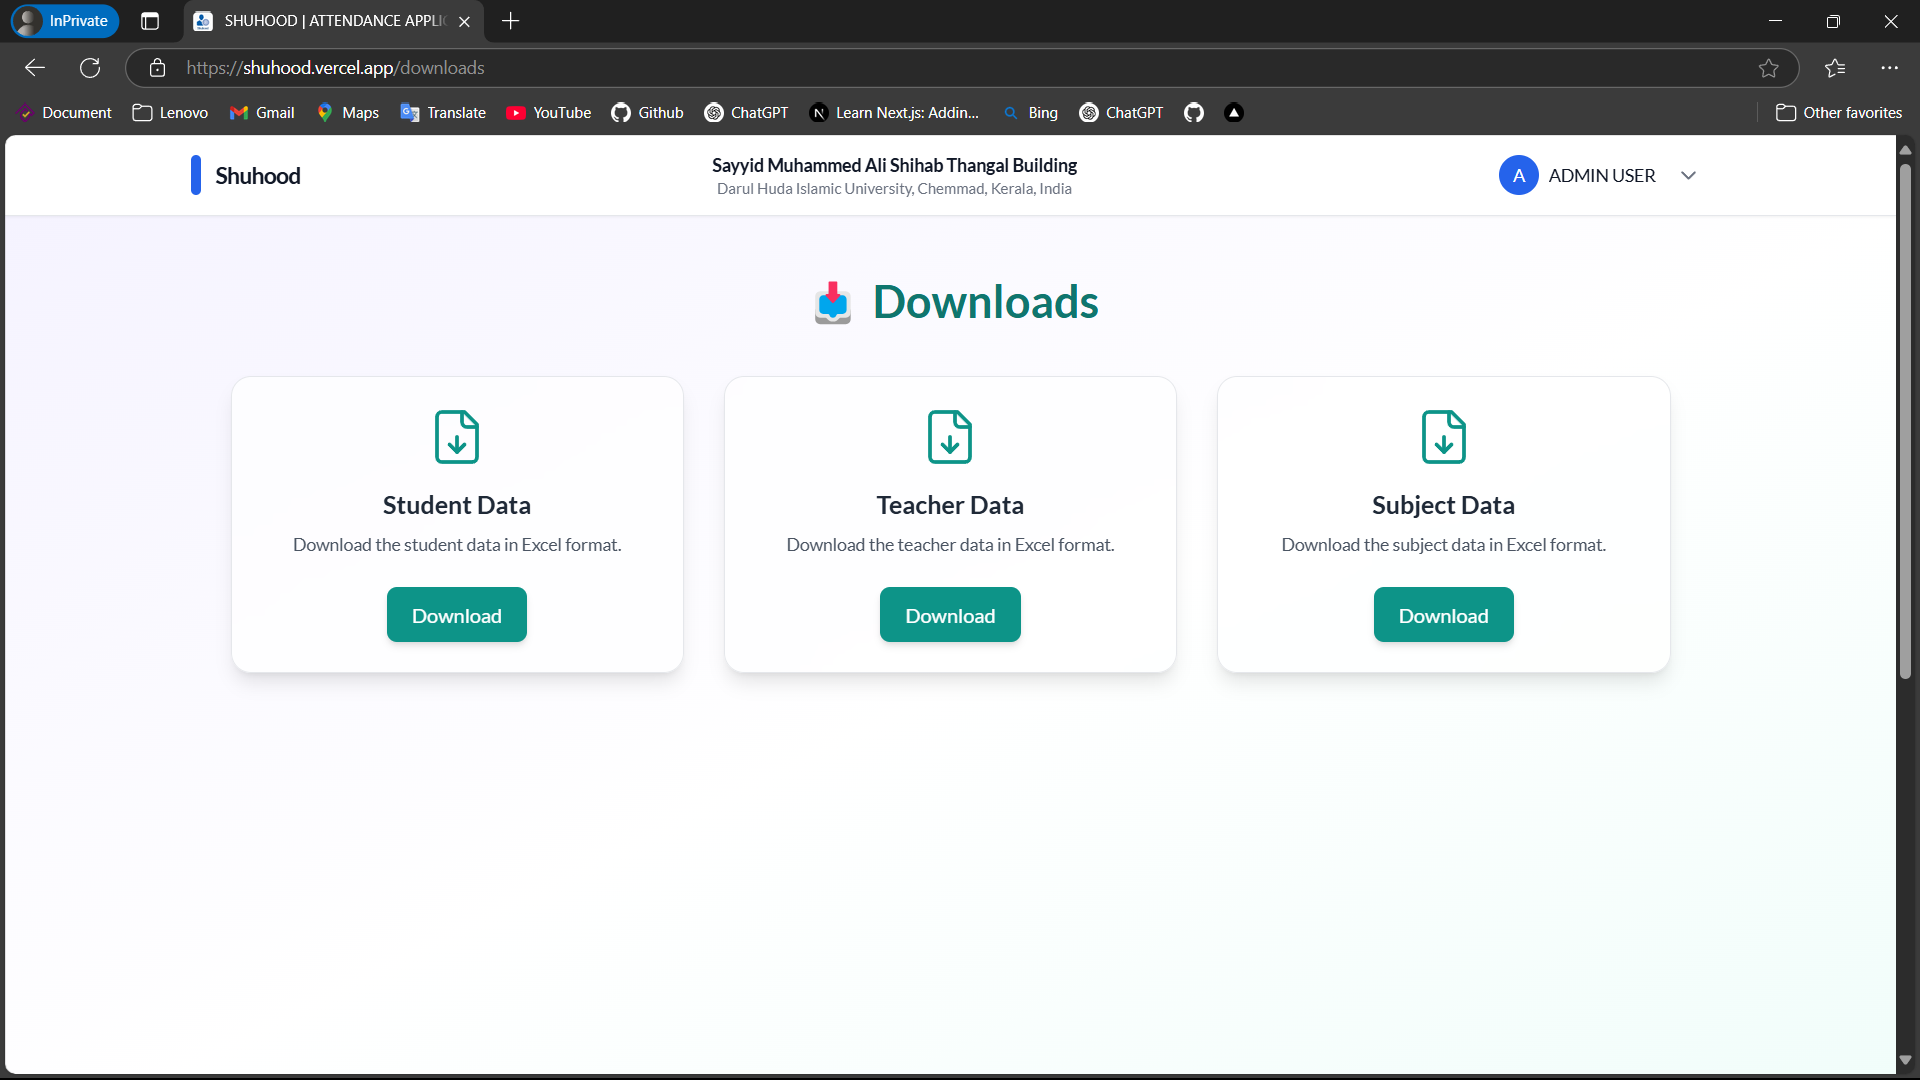 InPrivate
SHUHOOD | ATTENDANCE APPLIC
https://shuhood.vercel.app/downloads
Document Lenovo Gmail Maps Translate YouTube Github ChatGPT Learn Next.js: Addin... Bing ChatGPT Other favorites
Shuhood
Sayyid Muhammed Ali Shihab Thangal Building
Darul Huda Islamic University, Chemmad, Kerala, India
A ADMIN USER
Downloads
Student Data
Download the student data in Excel format.
Download
Teacher Data
Download the teacher data in Excel format.
Download
Subject Data
Download the subject data in Excel format.
Download